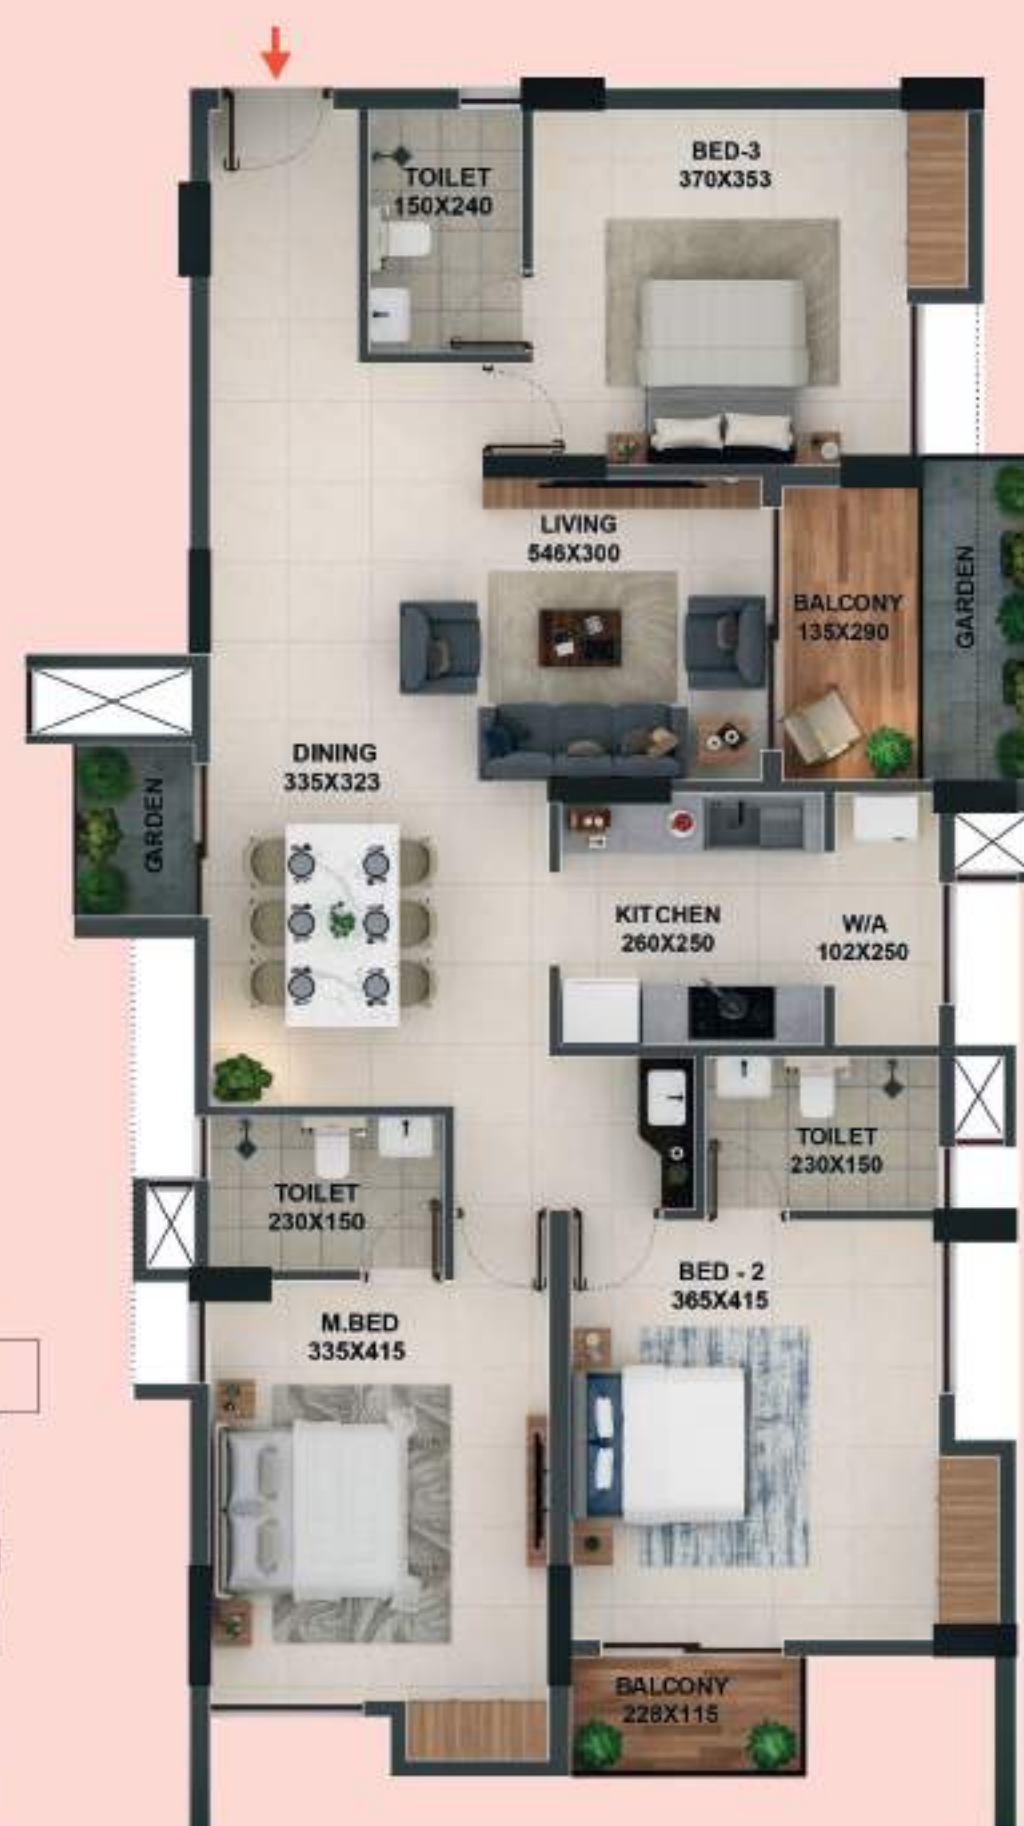 BED-3
370X353
TOILET
150X240
LIVING
546X300
BALCONY
135X290
GARDEN
DINING
335X323
GARDEN
KITCHEN
260X250
W/A
102X250
TOILET
230X150
TOILET
230X150
BED - 2
365X415
M.BED
335X415
BALCONY
228X115